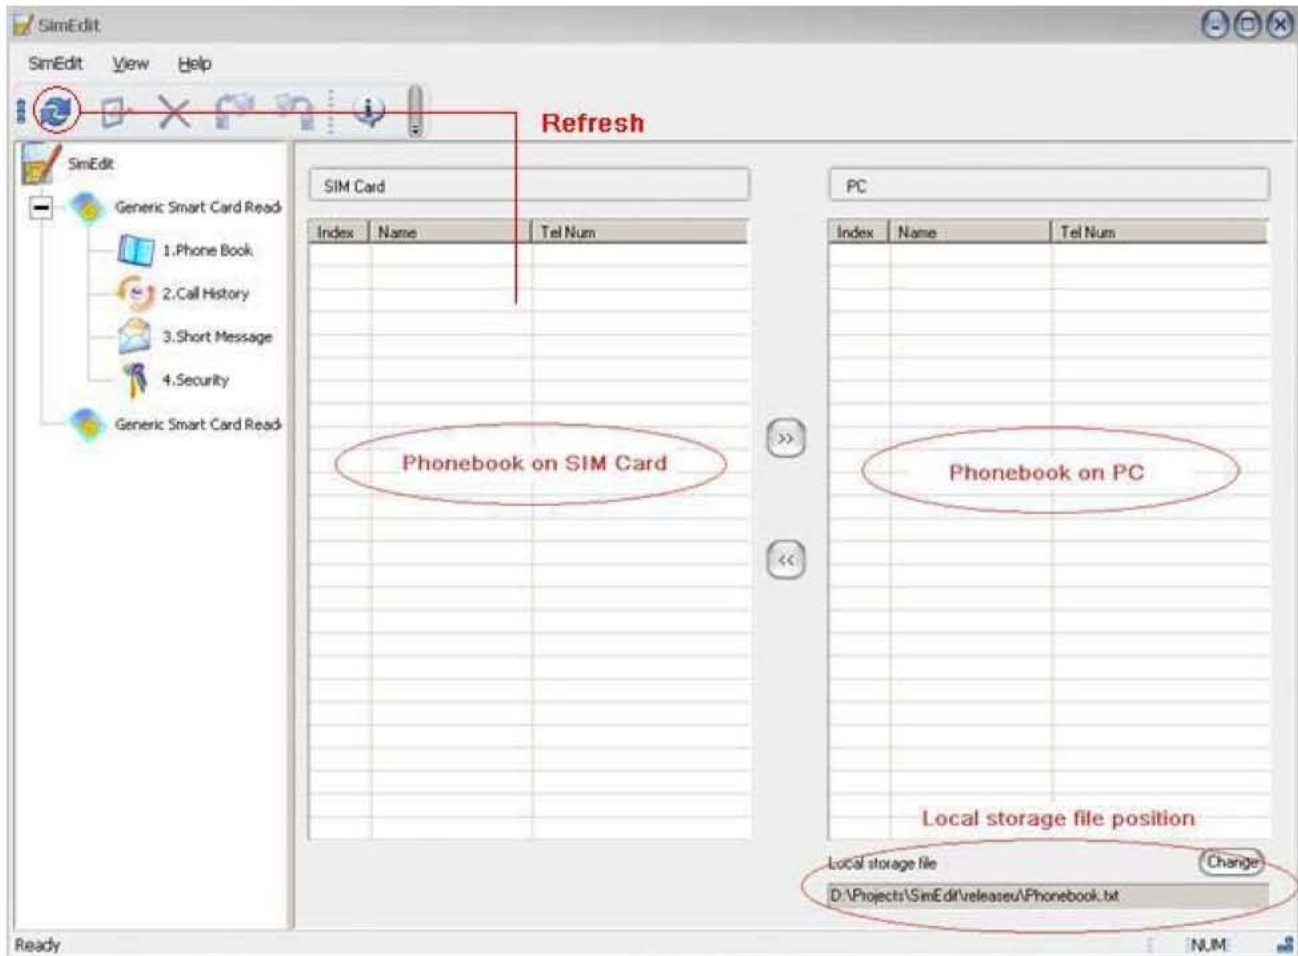 SimEdit
SimEdit View Help
Refresh
SimEdit
Generic Smart Card Read
1.Phone Book
2.Call History
3.Short Message
4.Security
Generic Smart Card Read
SIM Card
Index Name Tel Num
Phonebook on SIM Card
>>
<<
PC
Index Name Tel Num
Phonebook on PC
Local storage file position
Local storage file Change
D:\Projects\SimEdit\releaseu\Phonebook.txt
Ready NUM